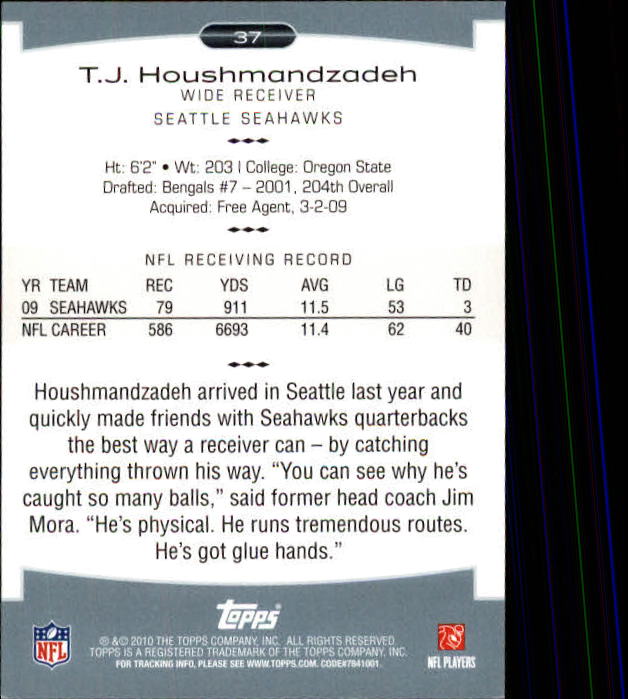 37
T.J. Houshmandzadeh
WIDE RECEIVER
SEATTLE SEAHAWKS
Ht: 6'2" • Wt: 203 | College: Oregon State
Drafted: Bengals #7 – 2001, 204th Overall
Acquired: Free Agent, 3-2-09
NFL RECEIVING RECORD
YR TEAM REC YDS AVG LG TD
09 SEAHAWKS 79 911 11.5 53 3
NFL CAREER 586 6693 11.4 62 40
Houshmandzadeh arrived in Seattle last year and
quickly made friends with Seahawks quarterbacks
the best way a receiver can – by catching
everything thrown his way. “You can see why he’s
caught so many balls,” said former head coach Jim
Mora. “He’s physical. He runs tremendous routes.
He’s got glue hands.”
topps
® &© 2010 THE TOPPS COMPANY, INC. ALL RIGHTS RESERVED.
TOPPS IS A REGISTERED TRADEMARK OF THE TOPPS COMPANY, INC.
FOR TRACKING INFO, PLEASE SEE WWW.TOPPS.COM. CODE#7841001.
NFL
NFL PLAYERS